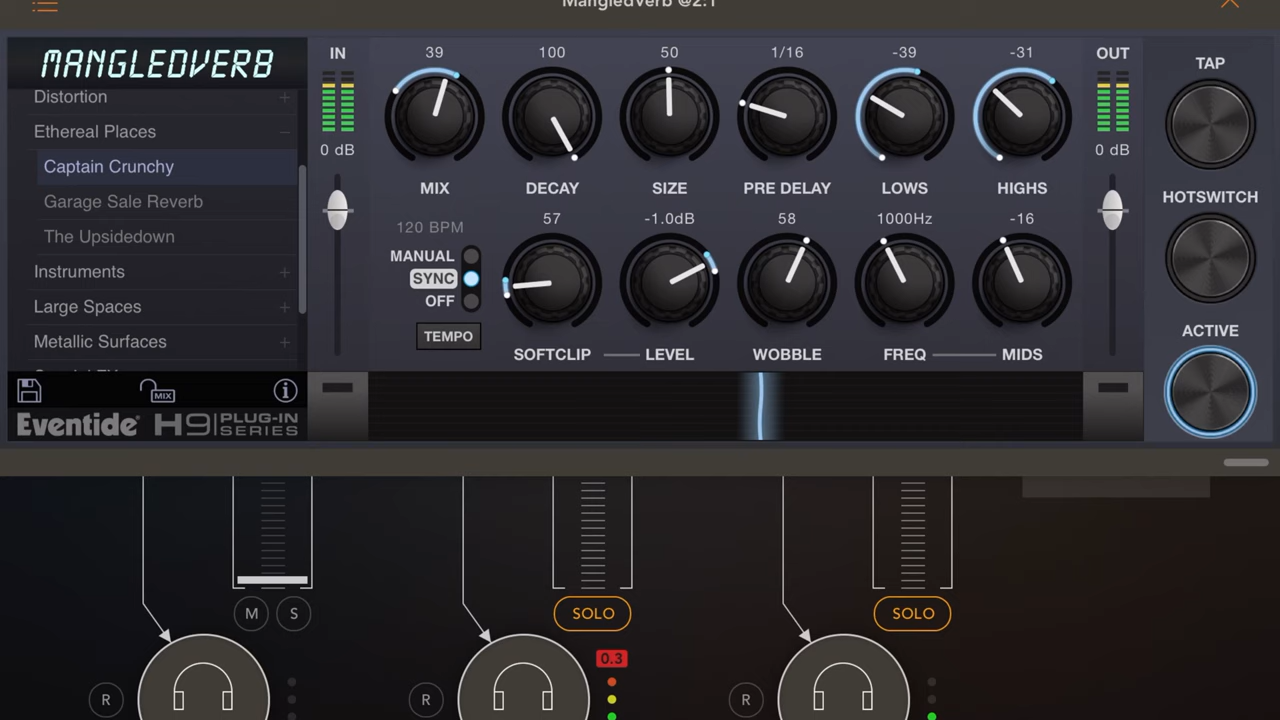 MangledVerb @2:1
MANGLEDVERB
Distortion
Ethereal Places
Captain Crunchy
Garage Sale Reverb
The Upsidedown
Instruments
Large Spaces
Metallic Surfaces
MIX
Eventide H9 PLUG-IN SERIES
IN
0 dB
39
MIX
100
DECAY
50
SIZE
1/16
PRE DELAY
-39
LOWS
-31
HIGHS
120 BPM
MANUAL
SYNC
OFF
TEMPO
57
SOFTCLIP
-1.0dB
LEVEL
58
WOBBLE
1000Hz
FREQ
-16
MIDS
OUT
0 dB
TAP
HOTSWITCH
ACTIVE
M S
SOLO
SOLO
0.3
R
R
R